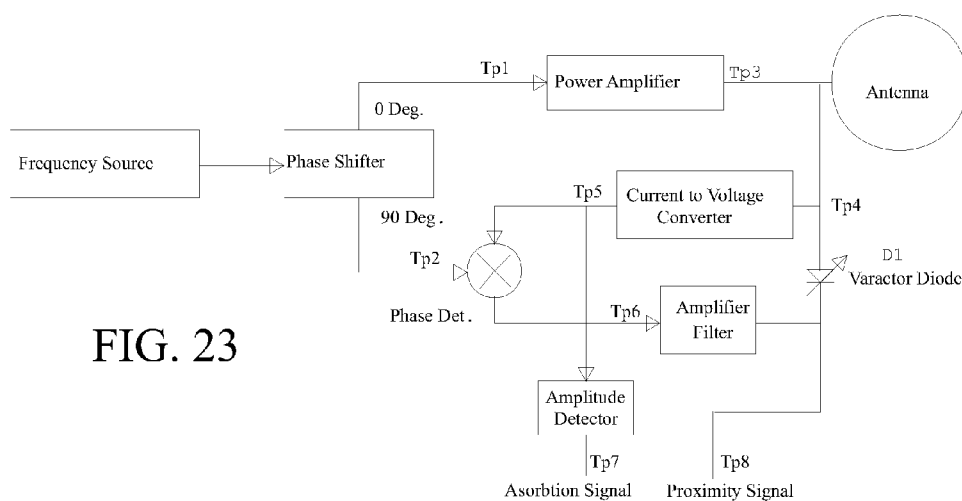 Tp1
Power Amplifier
Tp3
Antenna
0 Deg.
Frequency Source
Phase Shifter
Tp5
Current to Voltage
Converter
Tp4
90 Deg.
Tp2
D1
Varactor Diode
Phase Det.
Tp6
Amplifier
Filter
FIG. 23
Amplitude
Detector
Tp7
Tp8
Asorbtion Signal
Proximity Signal